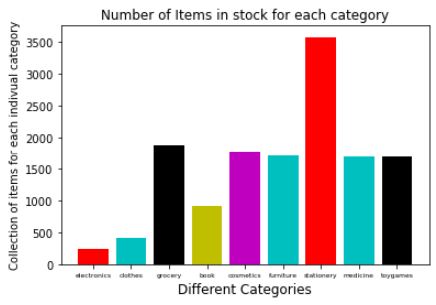 Number of Items in stock for each category
Collection of items for each indivual category
3500
3000
2500
2000
1500
1000
500
0
electronics clothes grocery book cosmetics furniture stationery medicine toygames
Different Categories